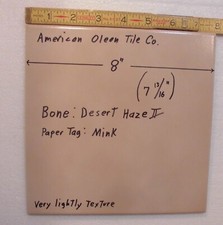 American Olean Tile Co.
8"
(7 13/16")
Bone: Desert Haze II
Paper Tag: Mink
Very lightly Texture